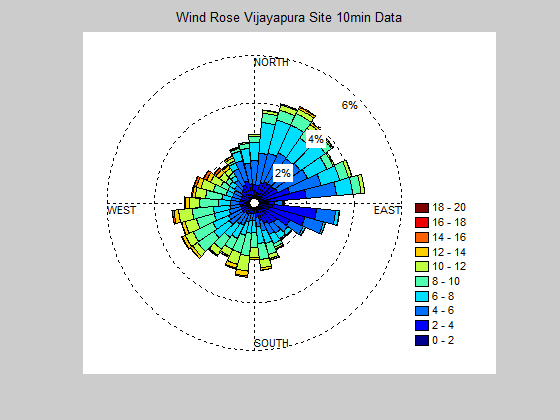 Wind Rose Vijayapura Site 10min Data
NORTH
6%
4%
2%
WEST
EAST
SOUTH
18 - 20
16 - 18
14 - 16
12 - 14
10 - 12
8 - 10
6 - 8
4 - 6
2 - 4
0 - 2